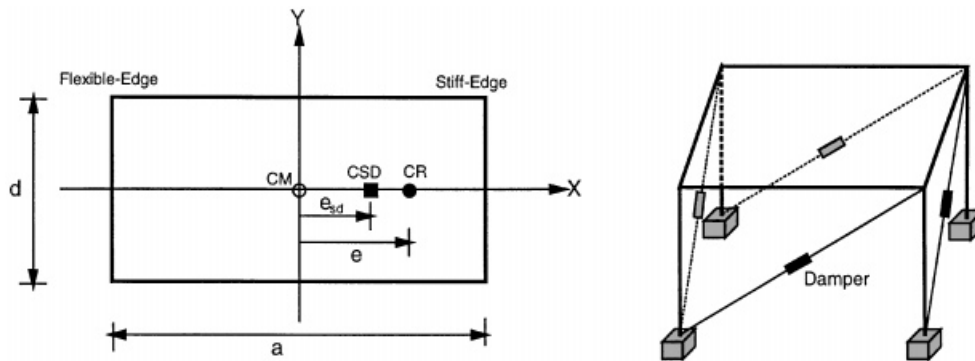 Y
Flexible-Edge
Stiff-Edge
d
CM
CSD
CR
X
e_sd
e
a
Damper